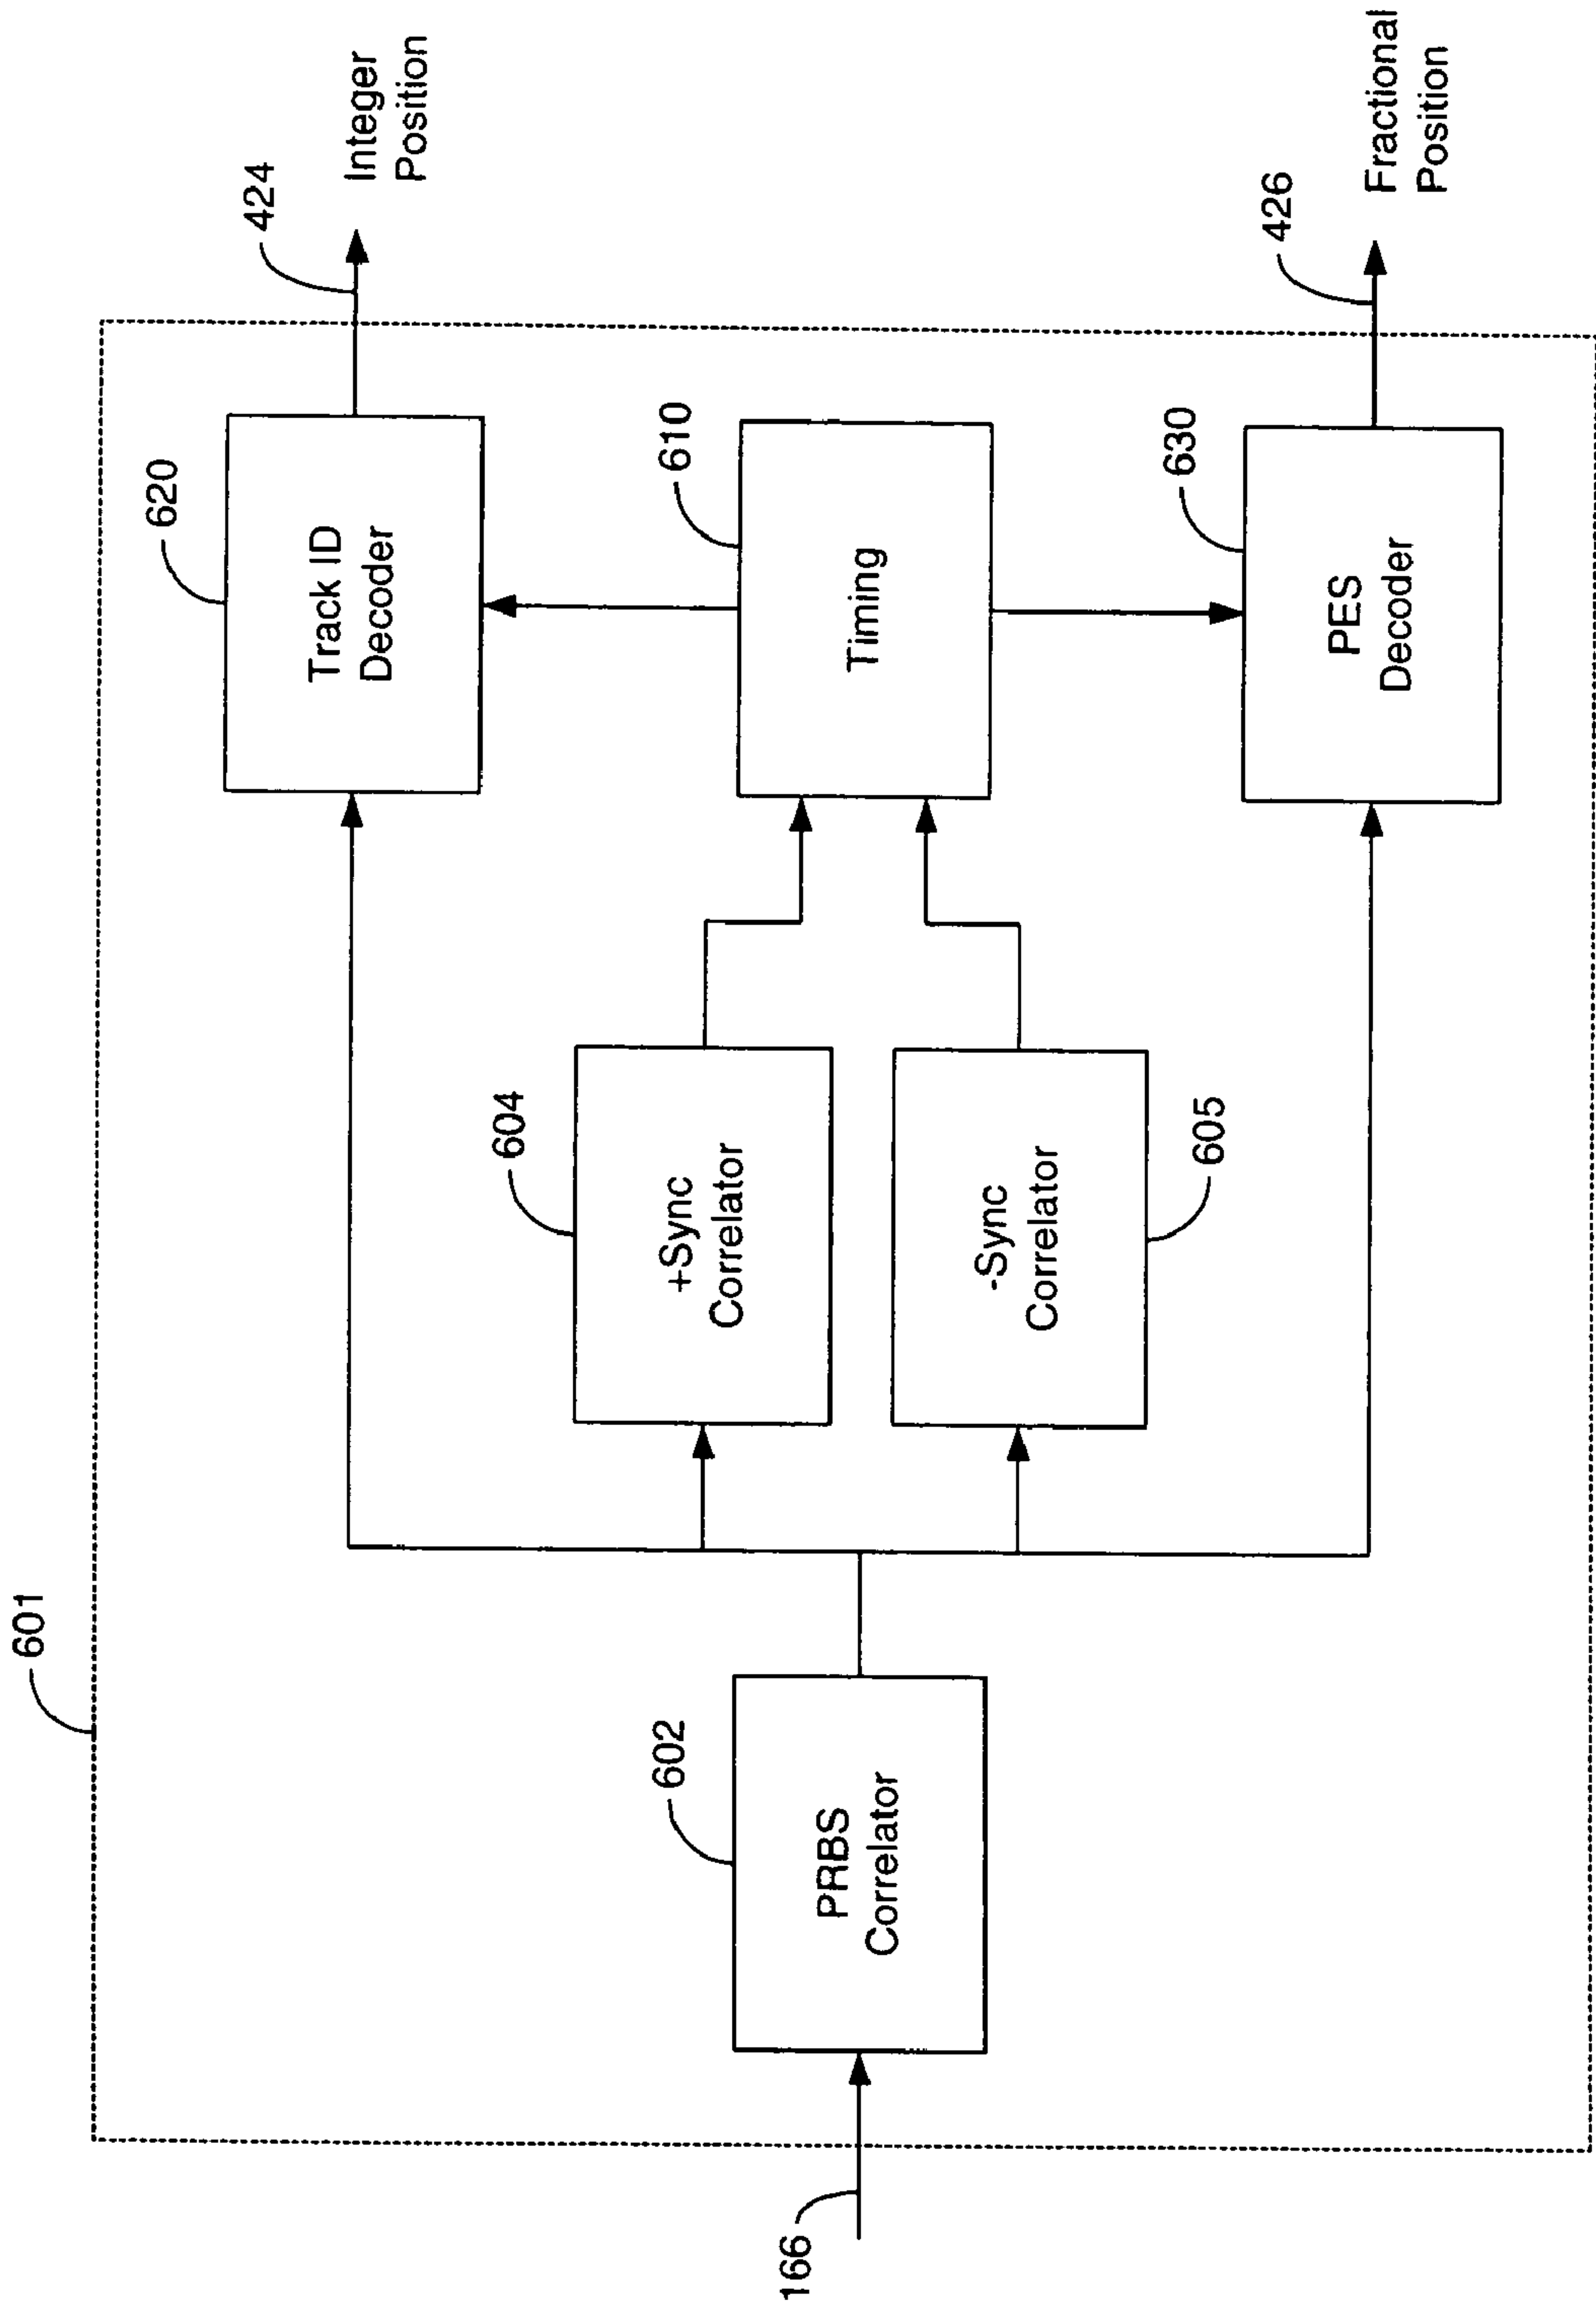 601
166
602
PRBS
Correlator
604
+Sync
Correlator
-Sync
Correlator
605
620
Track ID
Decoder
610
Timing
630
PES
Decoder
424
Integer
Position
426
Fractional
Position